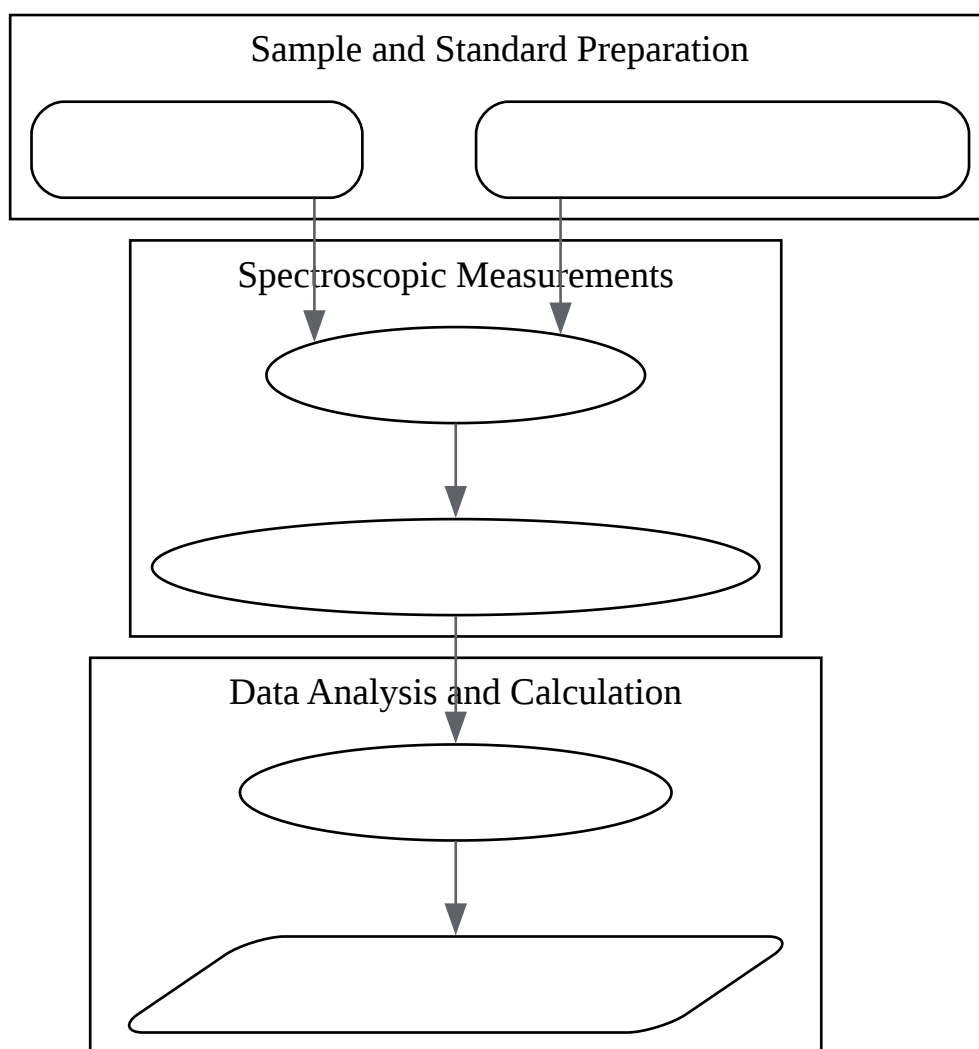 Sample and Standard Preparation
Spectroscopic Measurements
Data Analysis and Calculation